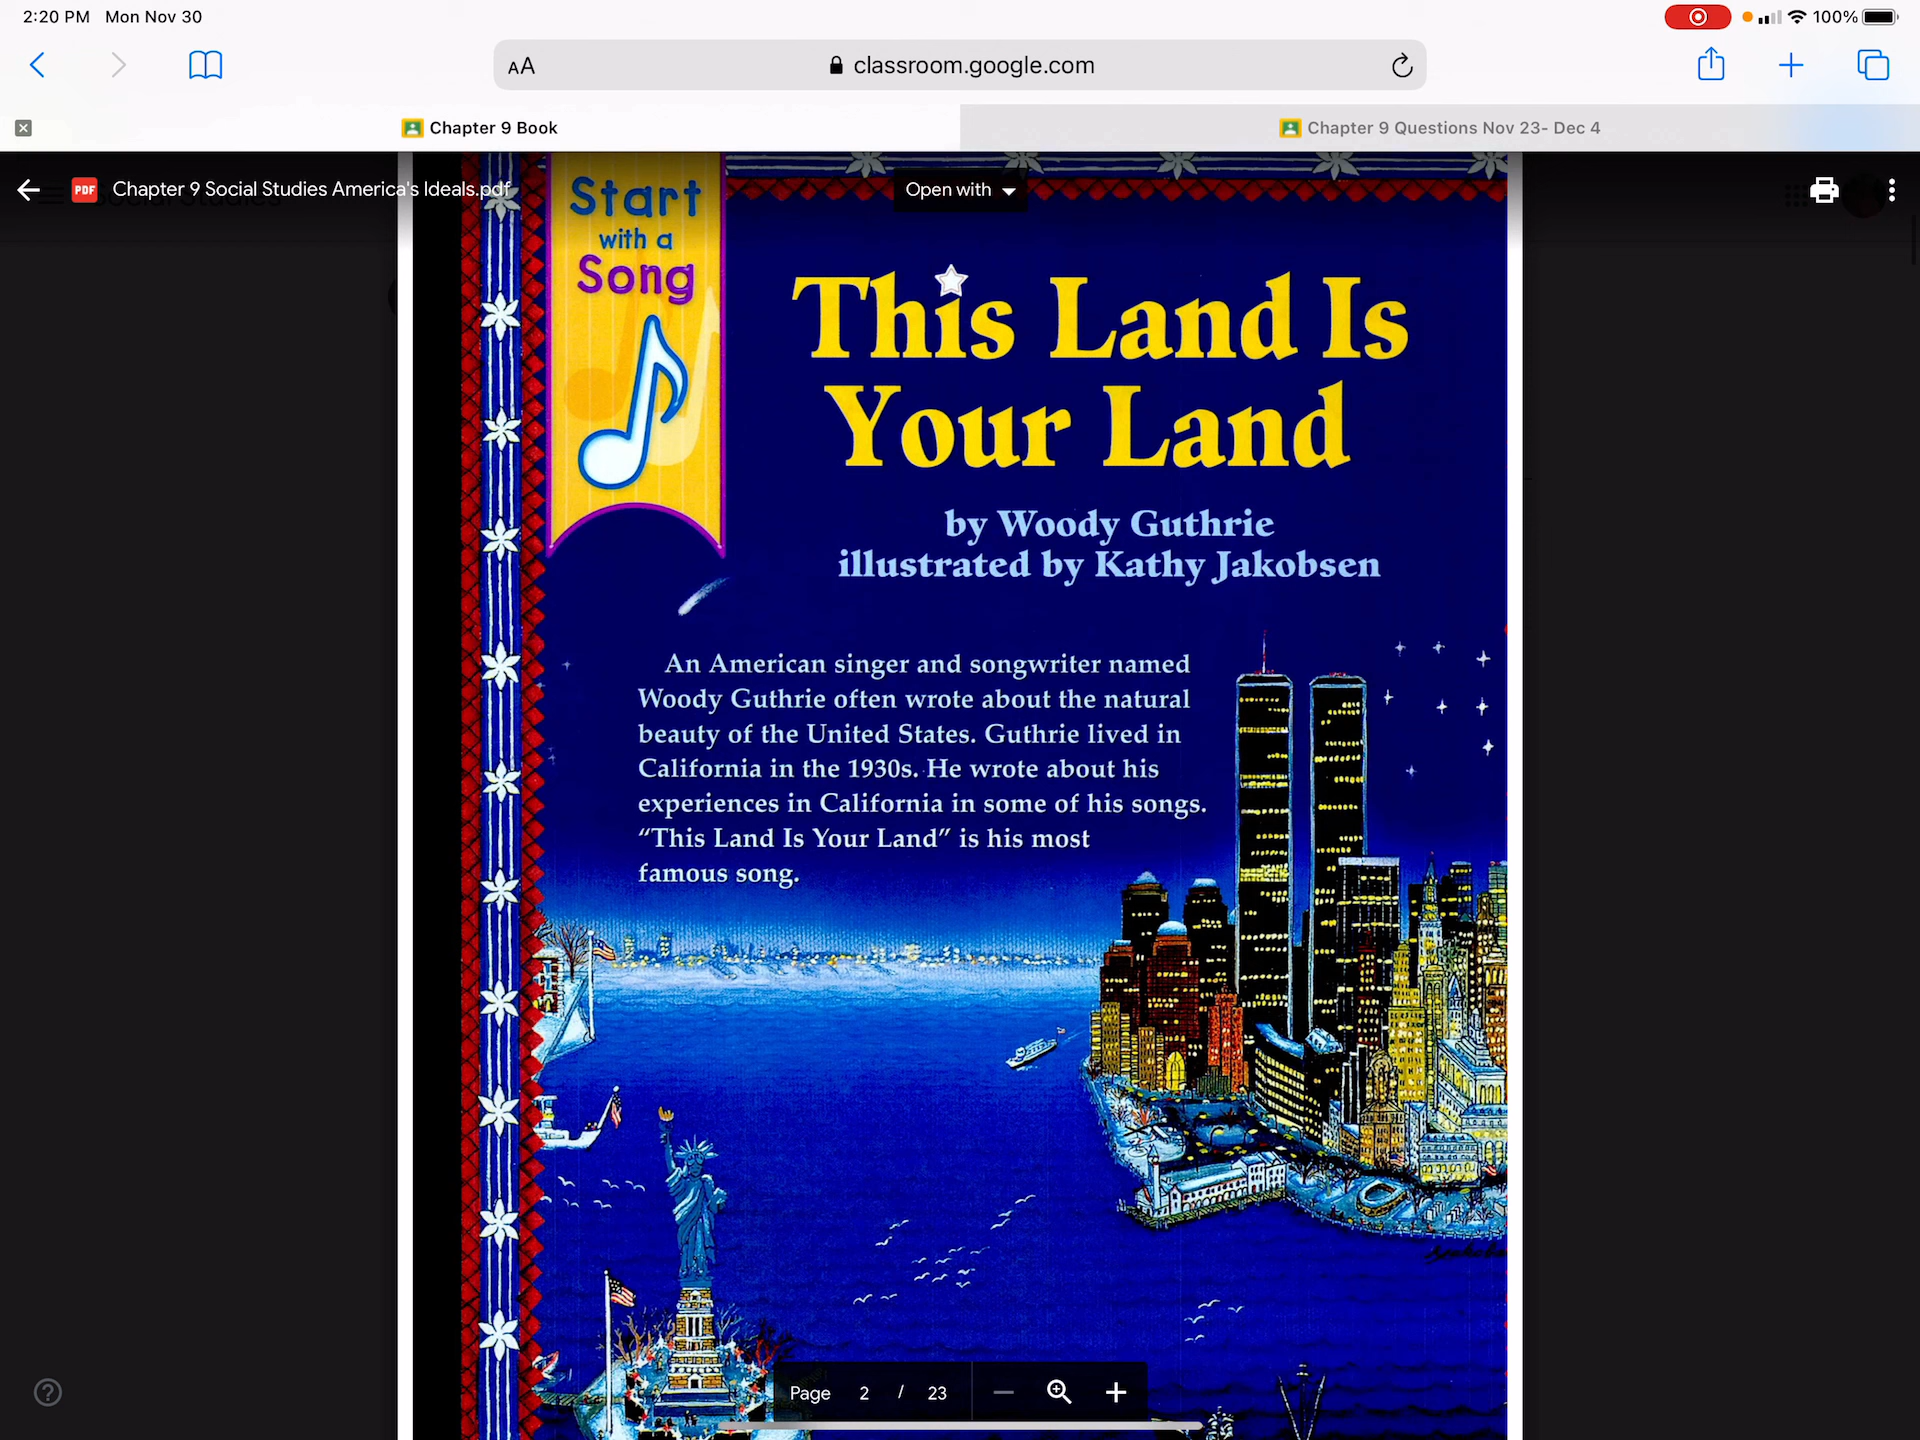 2:20 PM Mon Nov 30
100%
AA
classroom.google.com
Chapter 9 Book
Chapter 9 Questions Nov 23- Dec 4
PDF
Chapter 9 Social Studies America's Ideals.pdf
Open with
Social Studies
Start
with a
Song
This Land Is
Your Land
by Woody Guthrie
illustrated by Kathy Jakobsen
An American singer and songwriter named
Woody Guthrie often wrote about the natural
beauty of the United States. Guthrie lived in
California in the 1930s. He wrote about his
experiences in California in some of his songs.
“This Land Is Your Land” is his most
famous song.
Page 2 / 23